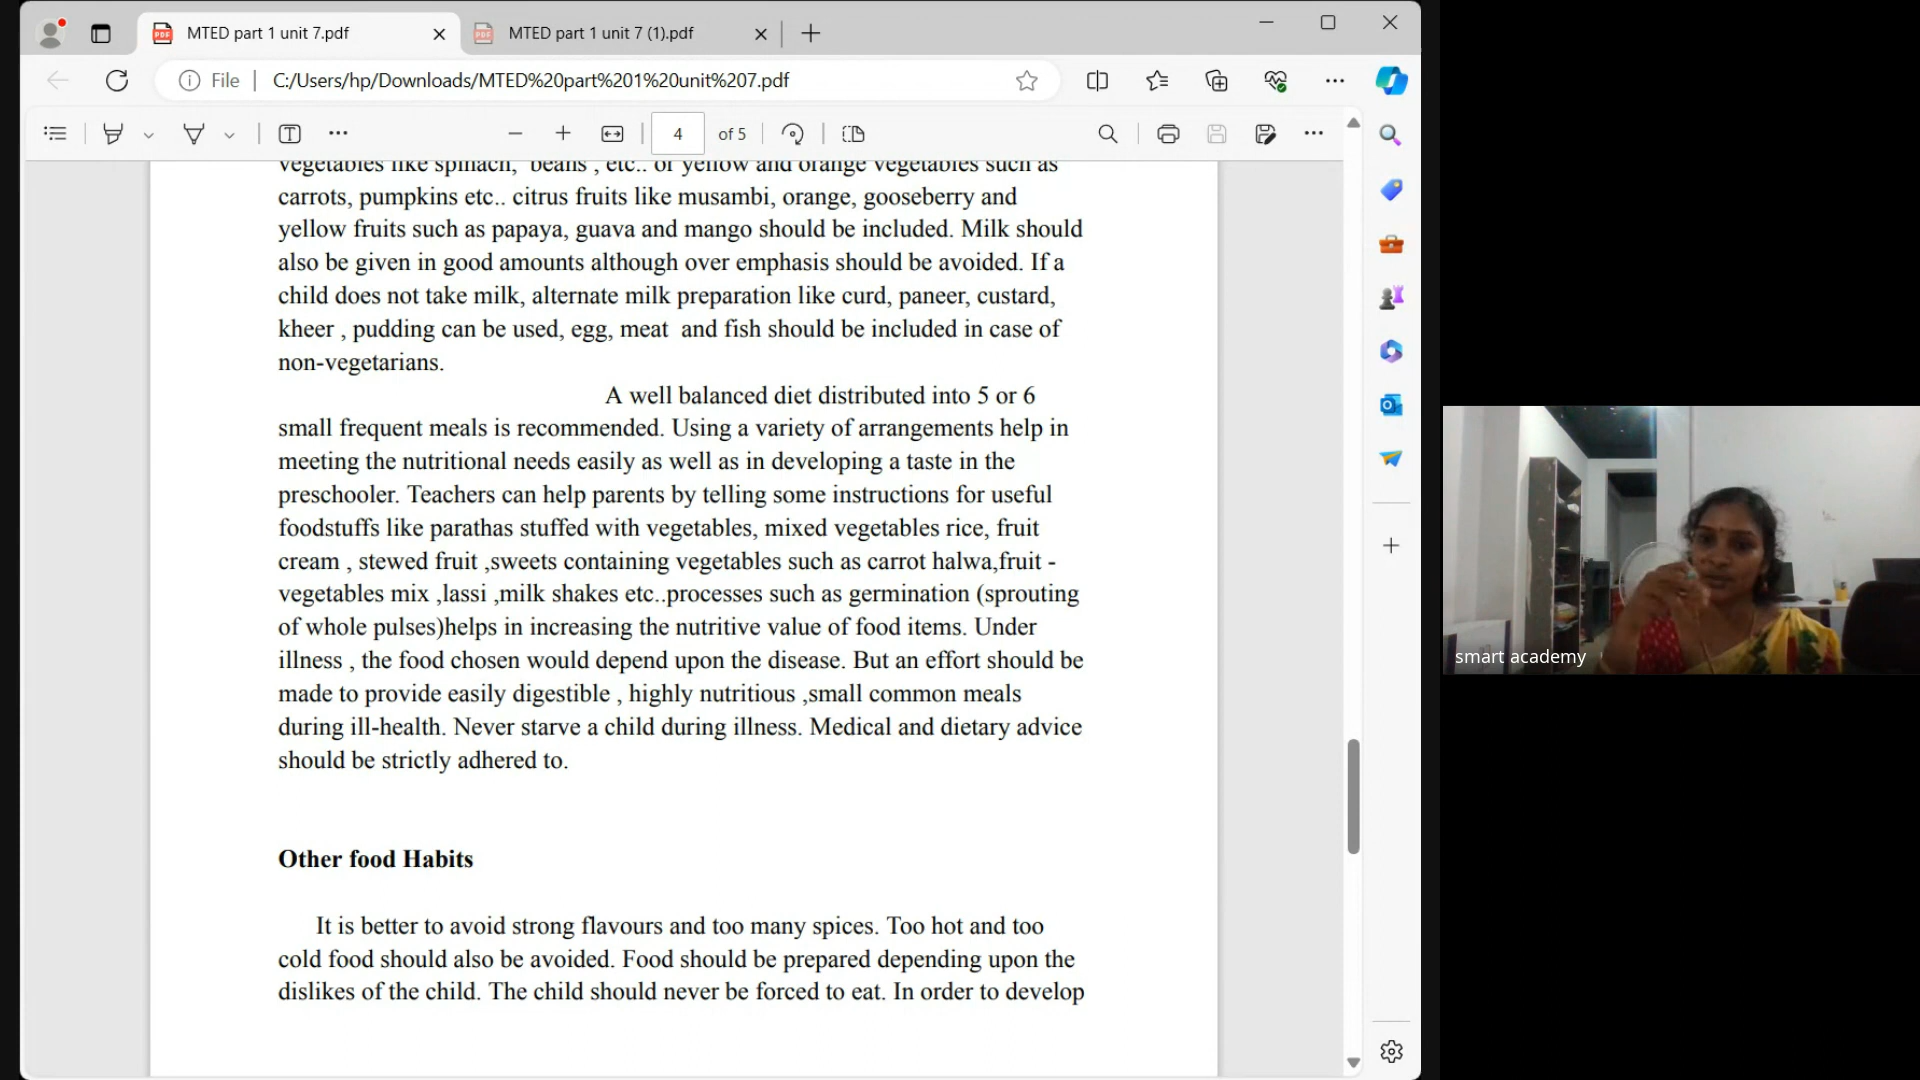 MTED part 1 unit 7.pdf
MTED part 1 unit 7 (1).pdf
File
C:/Users/hp/Downloads/MTED%20part%201%20unit%207.pdf
4 of 5
vegetables like spinach, beans , etc.. or yellow and orange vegetables such as
carrots, pumpkins etc.. citrus fruits like musambi, orange, gooseberry and
yellow fruits such as papaya, guava and mango should be included. Milk should
also be given in good amounts although over emphasis should be avoided. If a
child does not take milk, alternate milk preparation like curd, paneer, custard,
kheer , pudding can be used, egg, meat and fish should be included in case of
non-vegetarians.
A well balanced diet distributed into 5 or 6
small frequent meals is recommended. Using a variety of arrangements help in
meeting the nutritional needs easily as well as in developing a taste in the
preschooler. Teachers can help parents by telling some instructions for useful
foodstuffs like parathas stuffed with vegetables, mixed vegetables rice, fruit
cream , stewed fruit ,sweets containing vegetables such as carrot halwa,fruit -
vegetables mix ,lassi ,milk shakes etc..processes such as germination (sprouting
of whole pulses)helps in increasing the nutritive value of food items. Under
illness , the food chosen would depend upon the disease. But an effort should be
made to provide easily digestible , highly nutritious ,small common meals
during ill-health. Never starve a child during illness. Medical and dietary advice
should be strictly adhered to.
Other food Habits
It is better to avoid strong flavours and too many spices. Too hot and too
cold food should also be avoided. Food should be prepared depending upon the
dislikes of the child. The child should never be forced to eat. In order to develop
smart academy